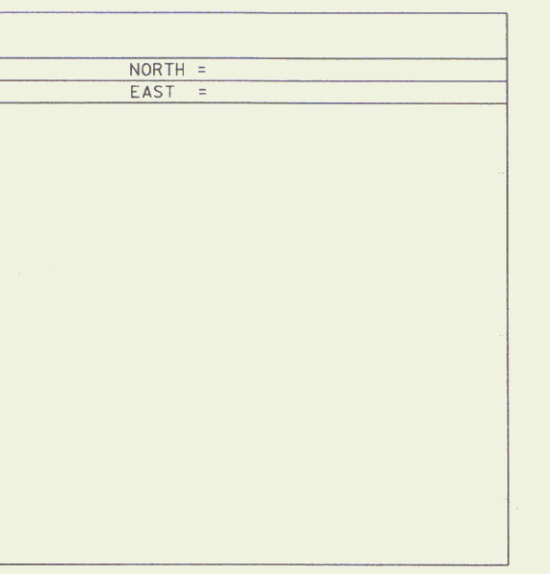 NORTH =
EAST =